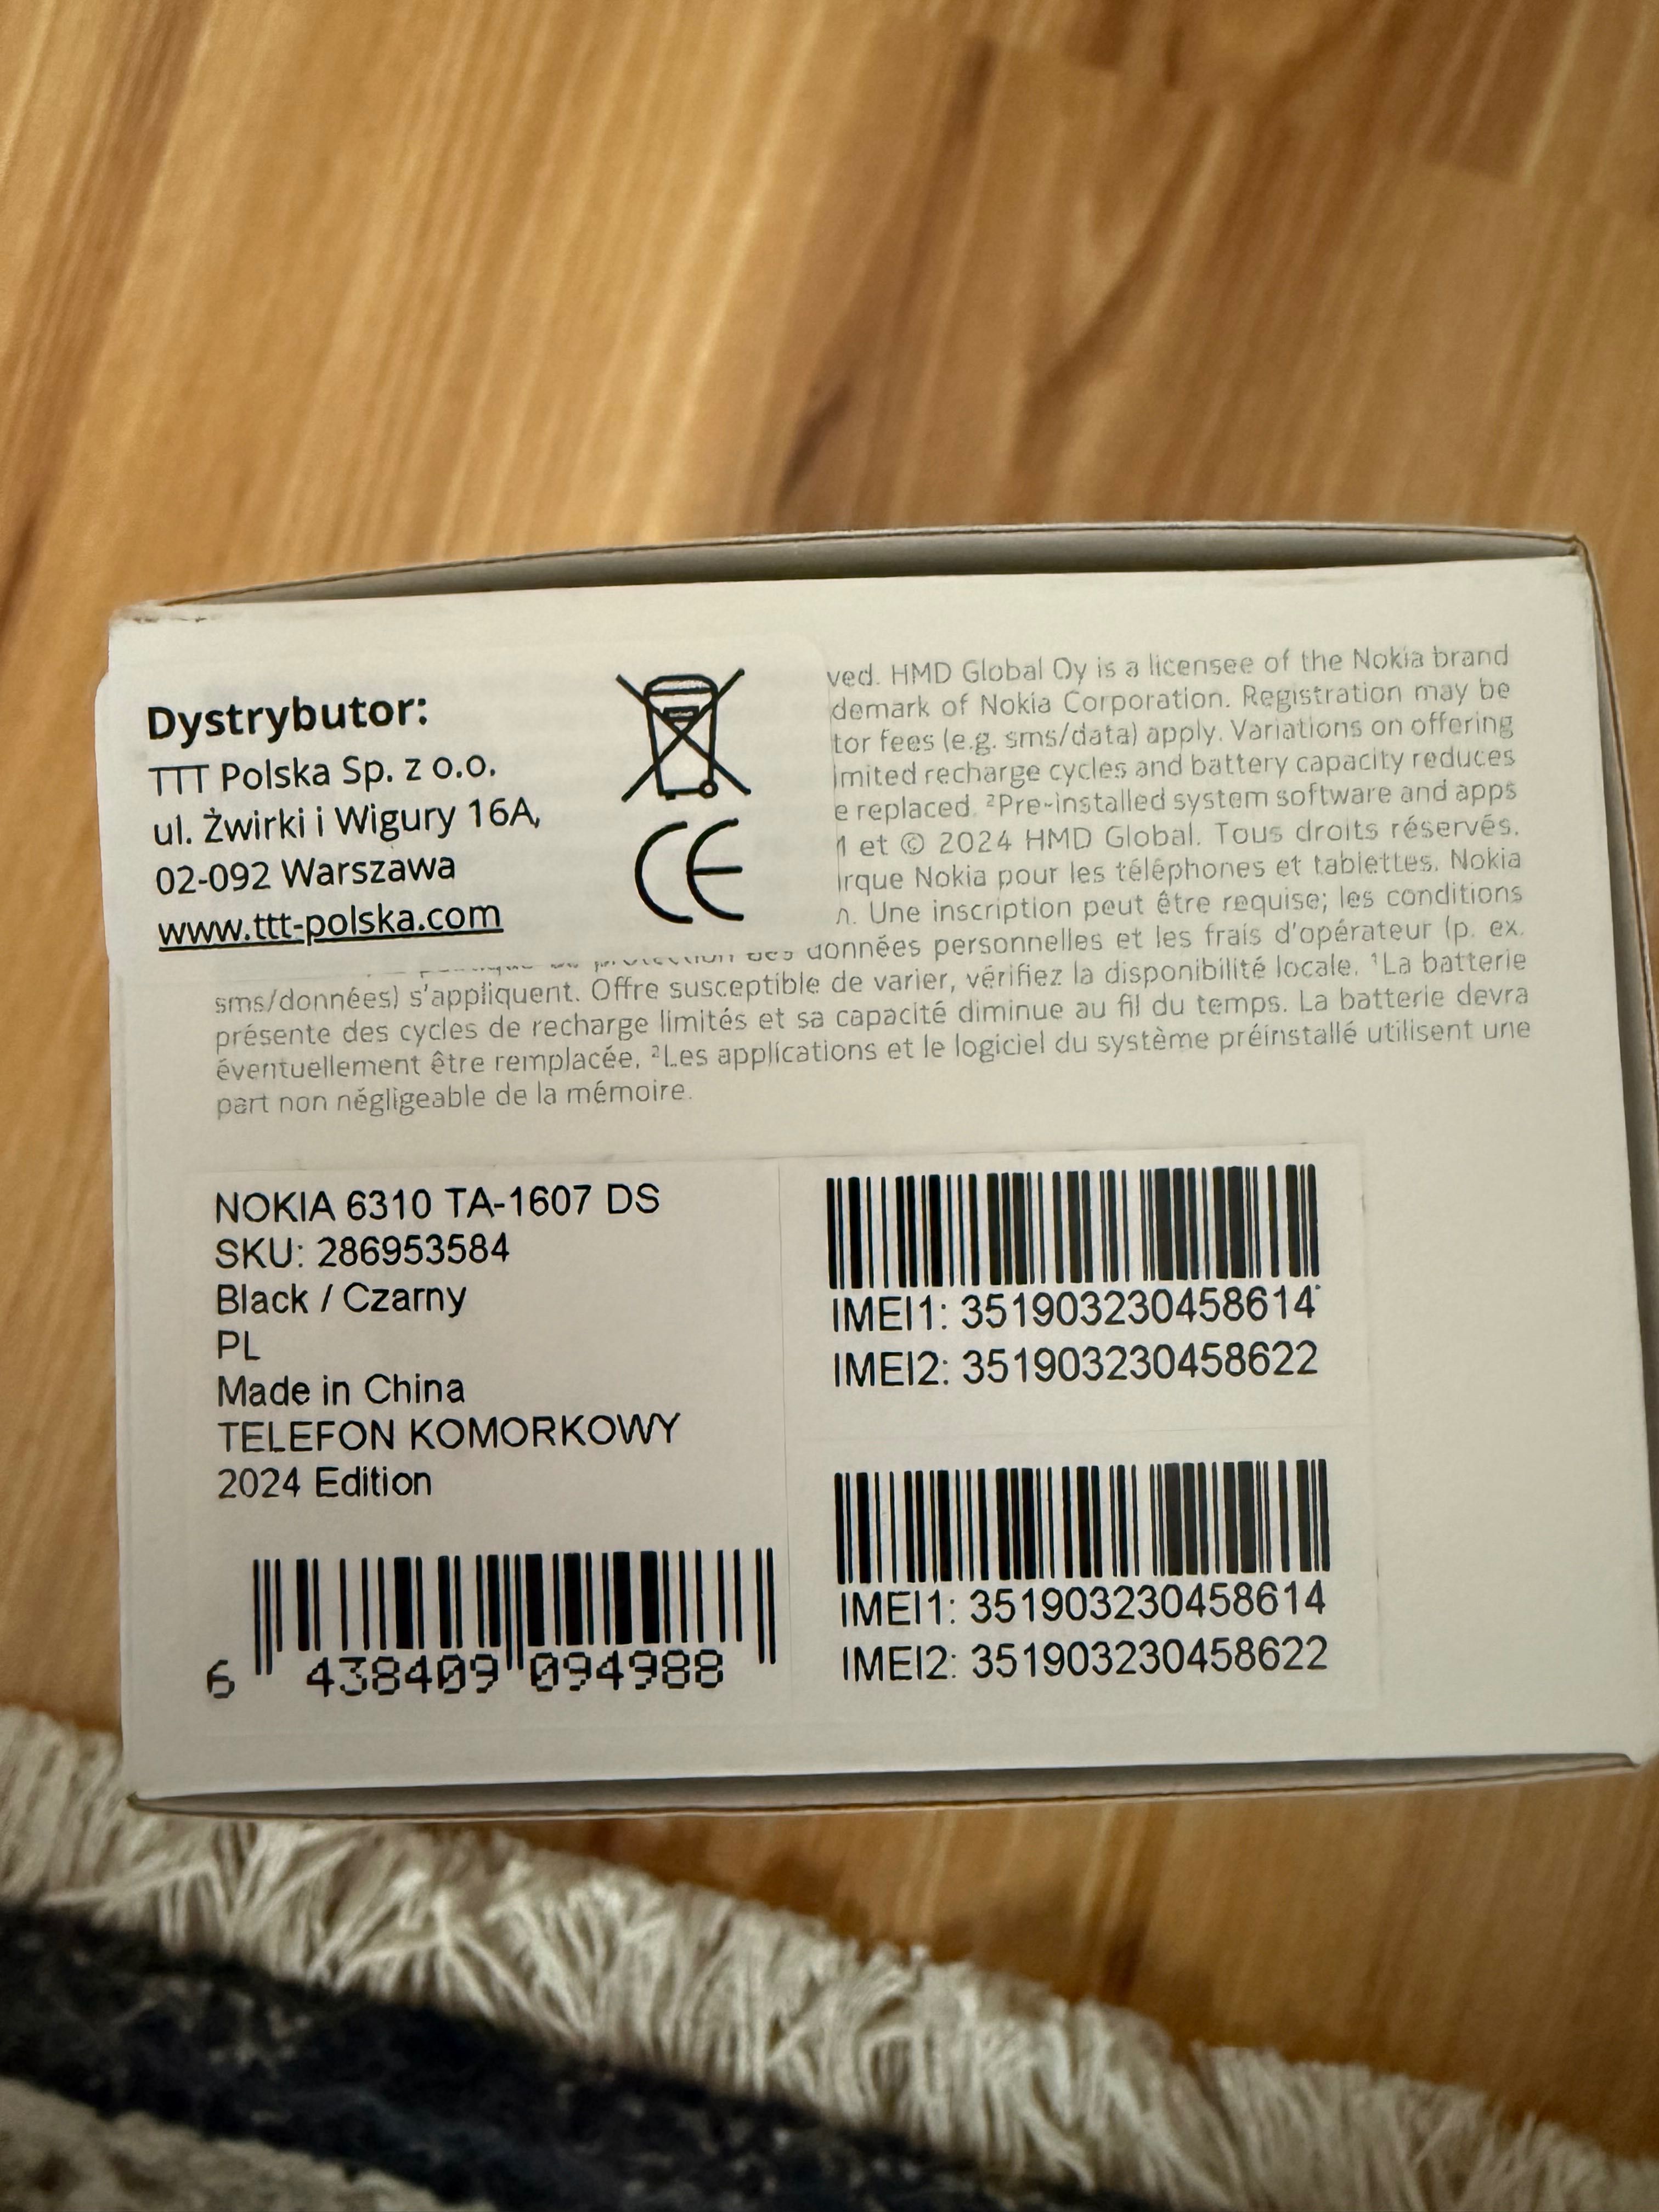 Dystrybutor:
TTT Polska Sp. z o.o.
ul. Żwirki i Wigury 16A,
02-092 Warszawa
www.ttt-polska.com
CE
ved. HMD Global Oy is a licensee of the Nokia brand
demark of Nokia Corporation. Registration may be
tor fees (e.g. sms/data) apply. Variations on offering
imited recharge cycles and battery capacity reduces
e replaced. ²Pre-installed system software and apps
1 et © 2024 HMD Global. Tous droits réservés.
rque Nokia pour les téléphones et tablettes. Nokia
n. Une inscription peut être requise; les conditions
protection des données personnelles et les frais d'opérateur (p. ex.
sms/données) s'appliquent. Offre susceptible de varier, vérifiez la disponibilité locale. ¹La batterie
présente des cycles de recharge limités et sa capacité diminue au fil du temps. La batterie devra
éventuellement être remplacée. ²Les applications et le logiciel du système préinstallé utilisent une
part non négligeable de la mémoire.
NOKIA 6310 TA-1607 DS
SKU: 286953584
Black / Czarny
PL
Made in China
TELEFON KOMORKOWY
2024 Edition
6 438409 094988
IMEI1: 351903230458614
IMEI2: 351903230458622
IMEI1: 351903230458614
IMEI2: 351903230458622